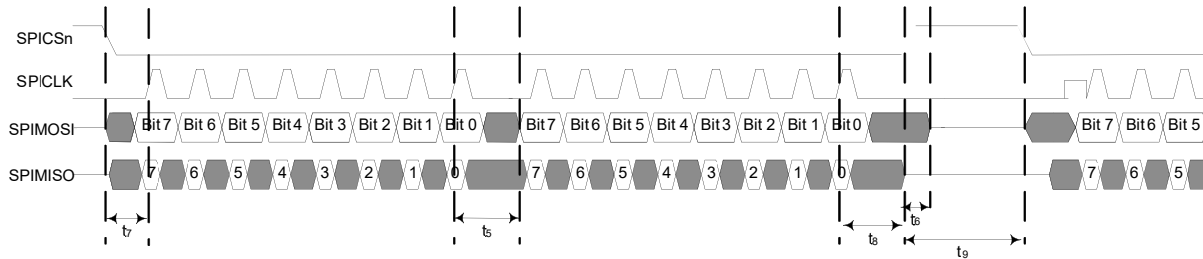 SPICSn
SPICLK
SPIMOSI Bit 7 Bit 6 Bit 5 Bit 4 Bit 3 Bit 2 Bit 1 Bit 0 Bit 7 Bit 6 Bit 5 Bit 4 Bit 3 Bit 2 Bit 1 Bit 0 Bit 7 Bit 6 Bit 5
SPIMISO 7 6 5 4 3 2 1 0 7 6 5 4 3 2 1 0 7 6 5
t7 t5 t8 t6 t9